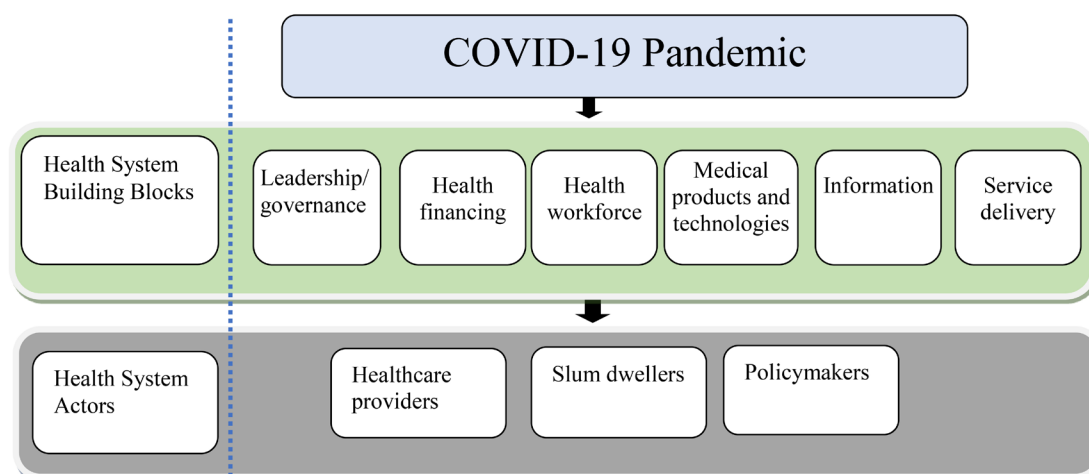 COVID-19 Pandemic
Health System
Building Blocks
Leadership/
governance
Health
financing
Health
workforce
Medical
products and
technologies
Information
Service
delivery
Health System
Actors
Healthcare
providers
Slum dwellers
Policymakers